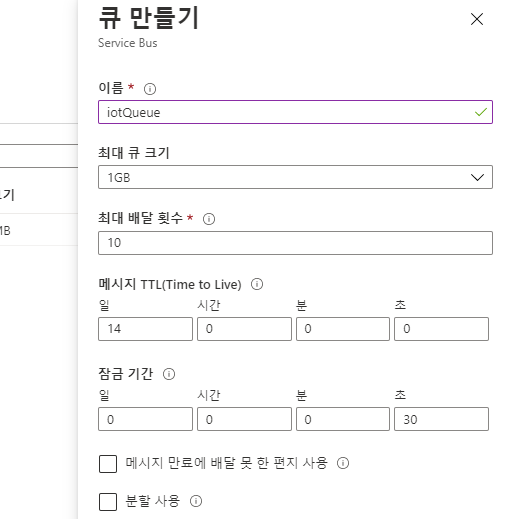 큐 만들기
Service Bus
이름 *
iotQueue
최대 큐 크기
1GB
크기
최대 배달 횟수 *
MB
10
메시지 TTL(Time to Live)
일 시간 분 초
14 0 0 0
잠금 기간
일 시간 분 초
0 0 0 30
메시지 만료에 배달 못 한 편지 사용
분할 사용